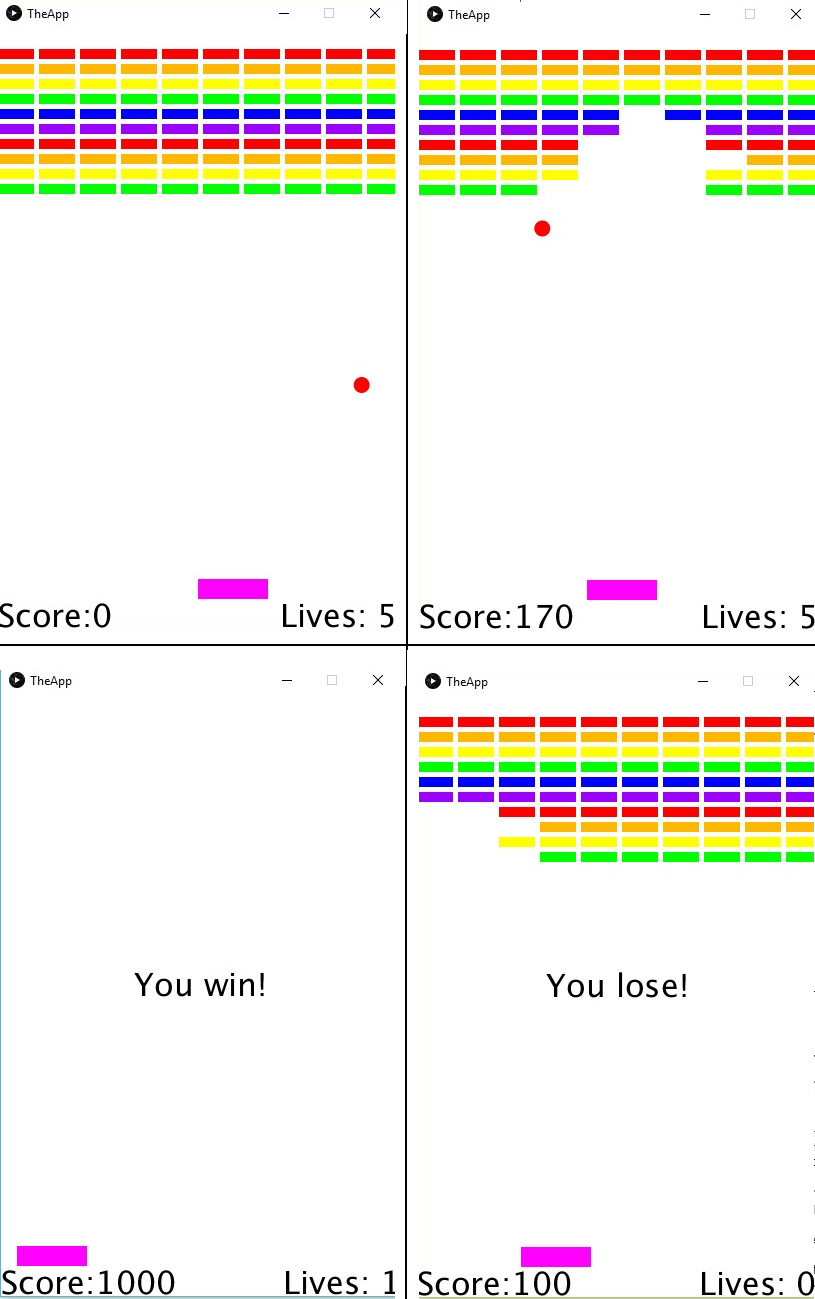 TheApp
TheApp
Score:0 Lives: 5
Score:170 Lives: 5
TheApp
TheApp
You win!
You lose!
Score:1000 Lives: 1
Score:100 Lives: 0